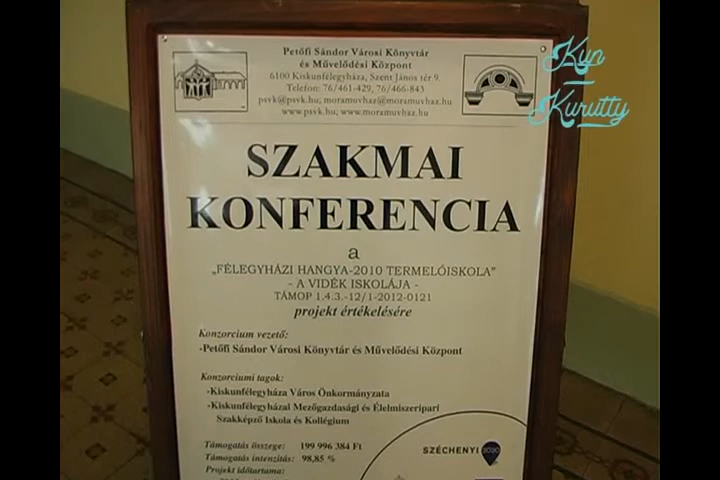 Petőfi Sándor Városi Könyvtár
és Művelődési Központ
6100 Kiskunfélegyháza, Szent János tér 9.
Telefon: 76/461-429, 76/466-843
psvk@psvk.hu; moramuvhaz@moramuvhaz.hu
www.psvk.hu; www.moramuvhaz.hu
Kun
Kurutty
SZAKMAI
KONFERENCIA
a
„FÉLEGYHÁZI HANGYA-2010 TERMELŐISKOLA"
- A VIDÉK ISKOLÁJA -
TÁMOP 1.4.3.-12/1-2012-0121
projekt értékelésére
Konzorcium vezető:
-Petőfi Sándor Városi Könyvtár és Művelődési Központ
Konzorciumi tagok:
-Kiskunfélegyháza Város Önkormányzata
-Kiskunfélegyházai Mezőgazdasági és Élelmiszeripari
Szakképző Iskola és Kollégium
Támogatás összege: 199 996 384 Ft
Támogatás intenzitás: 98,85 %
Projekt időtartama:
SZÉCHENYI 2020